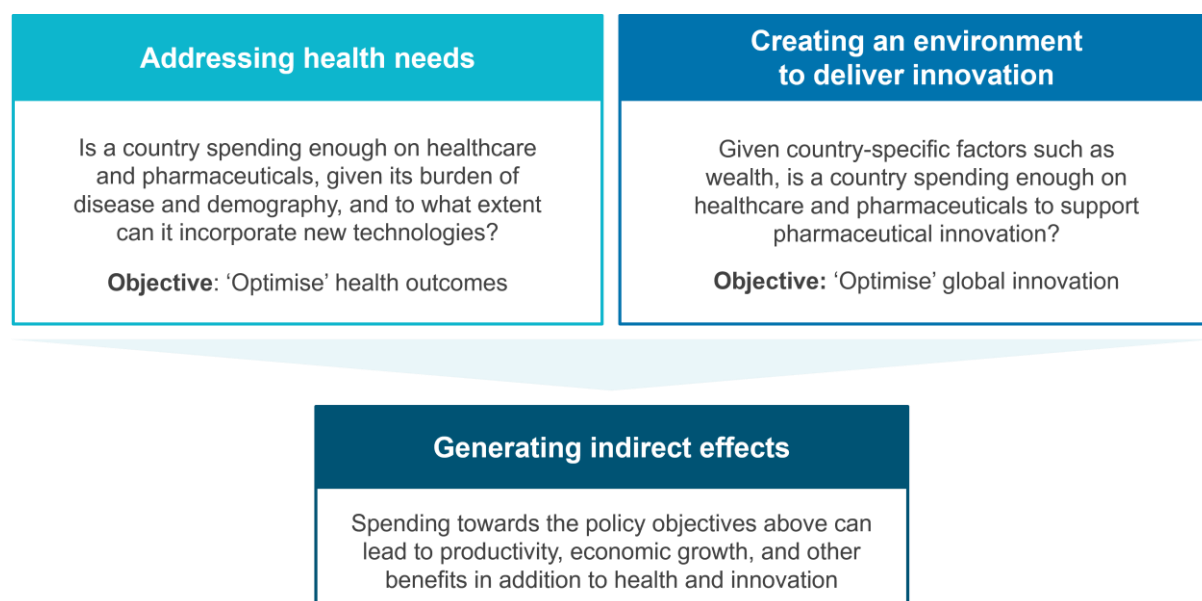 Addressing health needs
Is a country spending enough on healthcare
and pharmaceuticals, given its burden of
disease and demography, and to what extent
can it incorporate new technologies?
Objective: ‘Optimise’ health outcomes
Creating an environment
to deliver innovation
Given country-specific factors such as
wealth, is a country spending enough on
healthcare and pharmaceuticals to support
pharmaceutical innovation?
Objective: ‘Optimise’ global innovation
Generating indirect effects
Spending towards the policy objectives above can
lead to productivity, economic growth, and other
benefits in addition to health and innovation